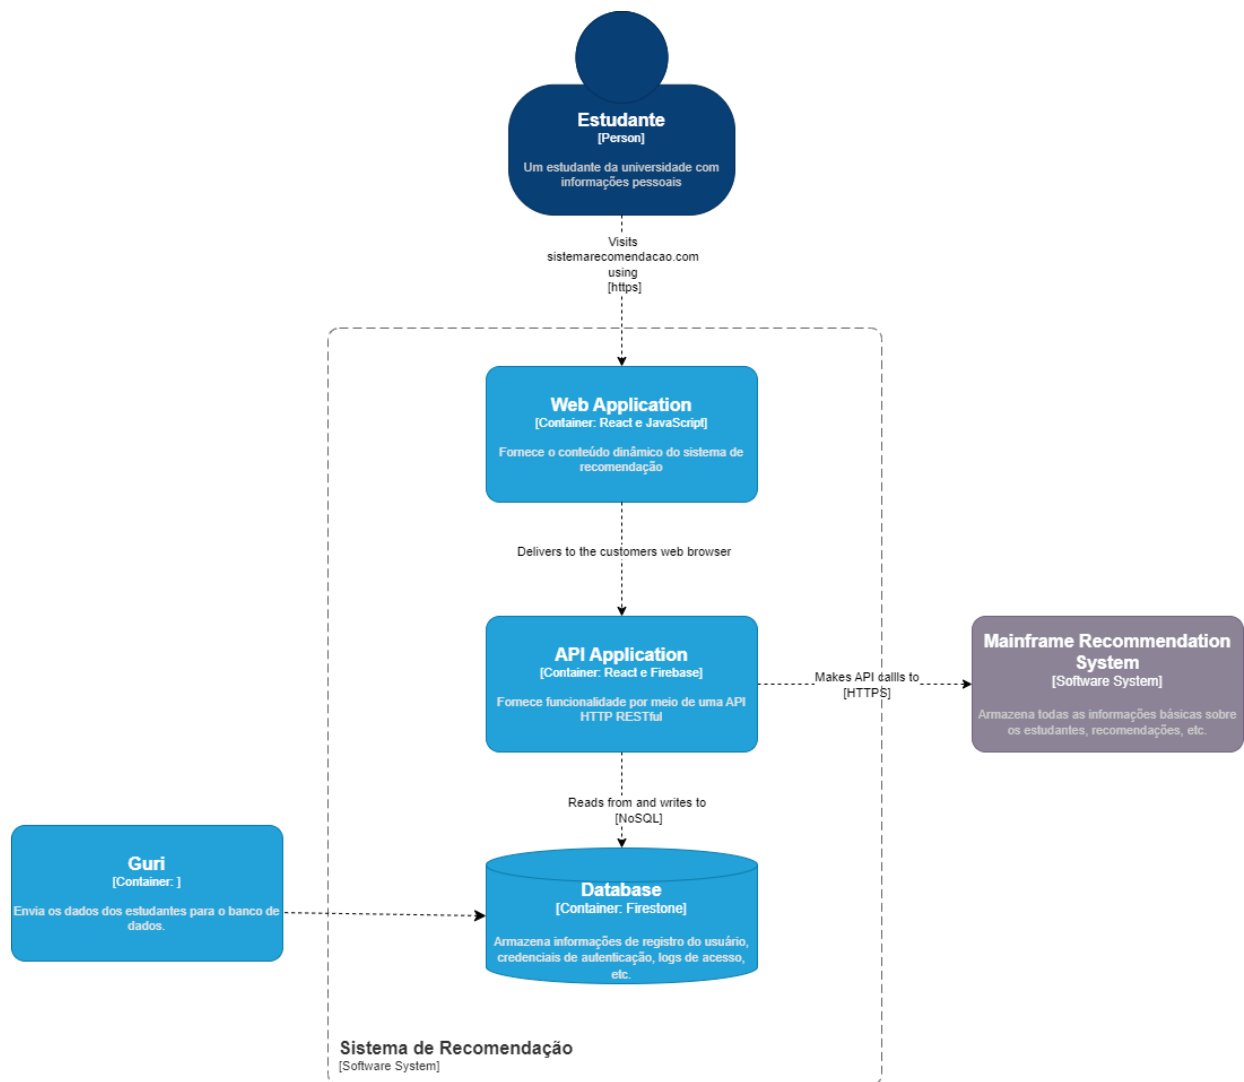 Estudante
[Person]
Um estudante da universidade com
informações pessoais
Visits
sistemarecomendacao.com
using
[https]
Web Application
[Container: React e JavaScript]
Fornece o conteúdo dinâmico do sistema de
recomendação
Delivers to the customers web browser
API Application
[Container: React e Firebase]
Fornece funcionalidade por meio de uma API
HTTP RESTful
Makes API callls to
[HTTPS]
Mainframe Recommendation
System
[Software System]
Armazena todas as informações básicas sobre
os estudantes, recomendações, etc.
Reads from and writes to
[NoSQL]
Guri
[Container: ]
Envia os dados dos estudantes para o banco de
dados.
Database
[Container: Firestone]
Armazena informações de registro do usuário,
credenciais de autenticação, logs de acesso,
etc.
Sistema de Recomendação
[Software System]